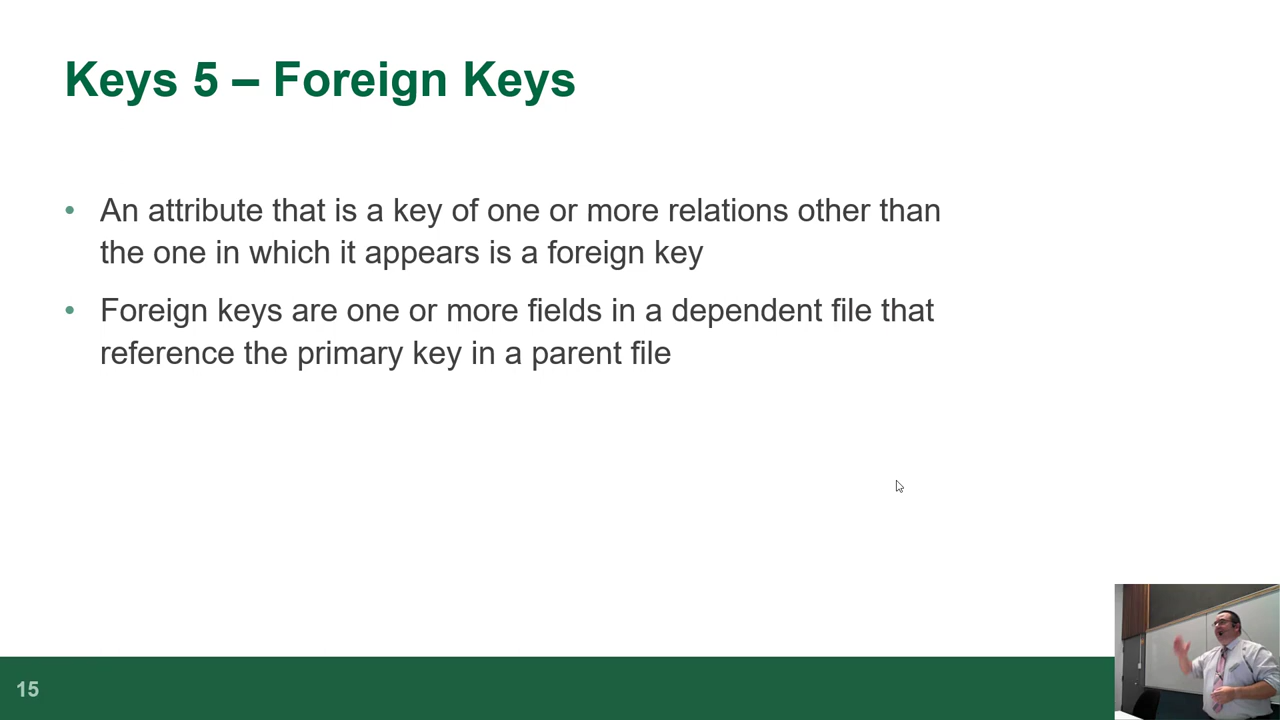 Keys 5 – Foreign Keys
• An attribute that is a key of one or more relations other than
the one in which it appears is a foreign key
• Foreign keys are one or more fields in a dependent file that
reference the primary key in a parent file
15